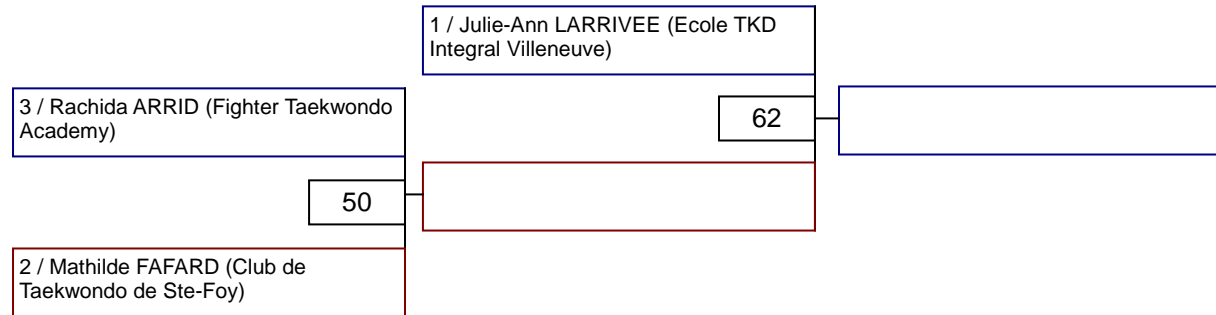 1 / Julie-Ann LARRIVEE (Ecole TKD
Integral Villeneuve)
3 / Rachida ARRID (Fighter Taekwondo
Academy)
62
50
2 / Mathilde FAFARD (Club de
Taekwondo de Ste-Foy)